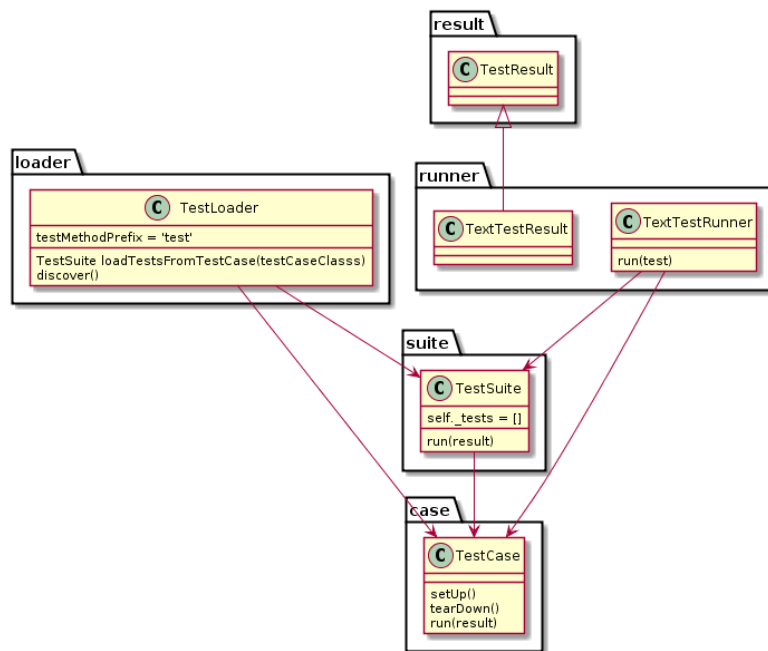 result
C TestResult
loader
C TestLoader
testMethodPrefix = 'test'
TestSuite loadTestsFromTestCase(testCaseClasss)
discover()
runner
C TextTestResult
C TextTestRunner
run(test)
suite
C TestSuite
self._tests = []
run(result)
case
C TestCase
setUp()
tearDown()
run(result)